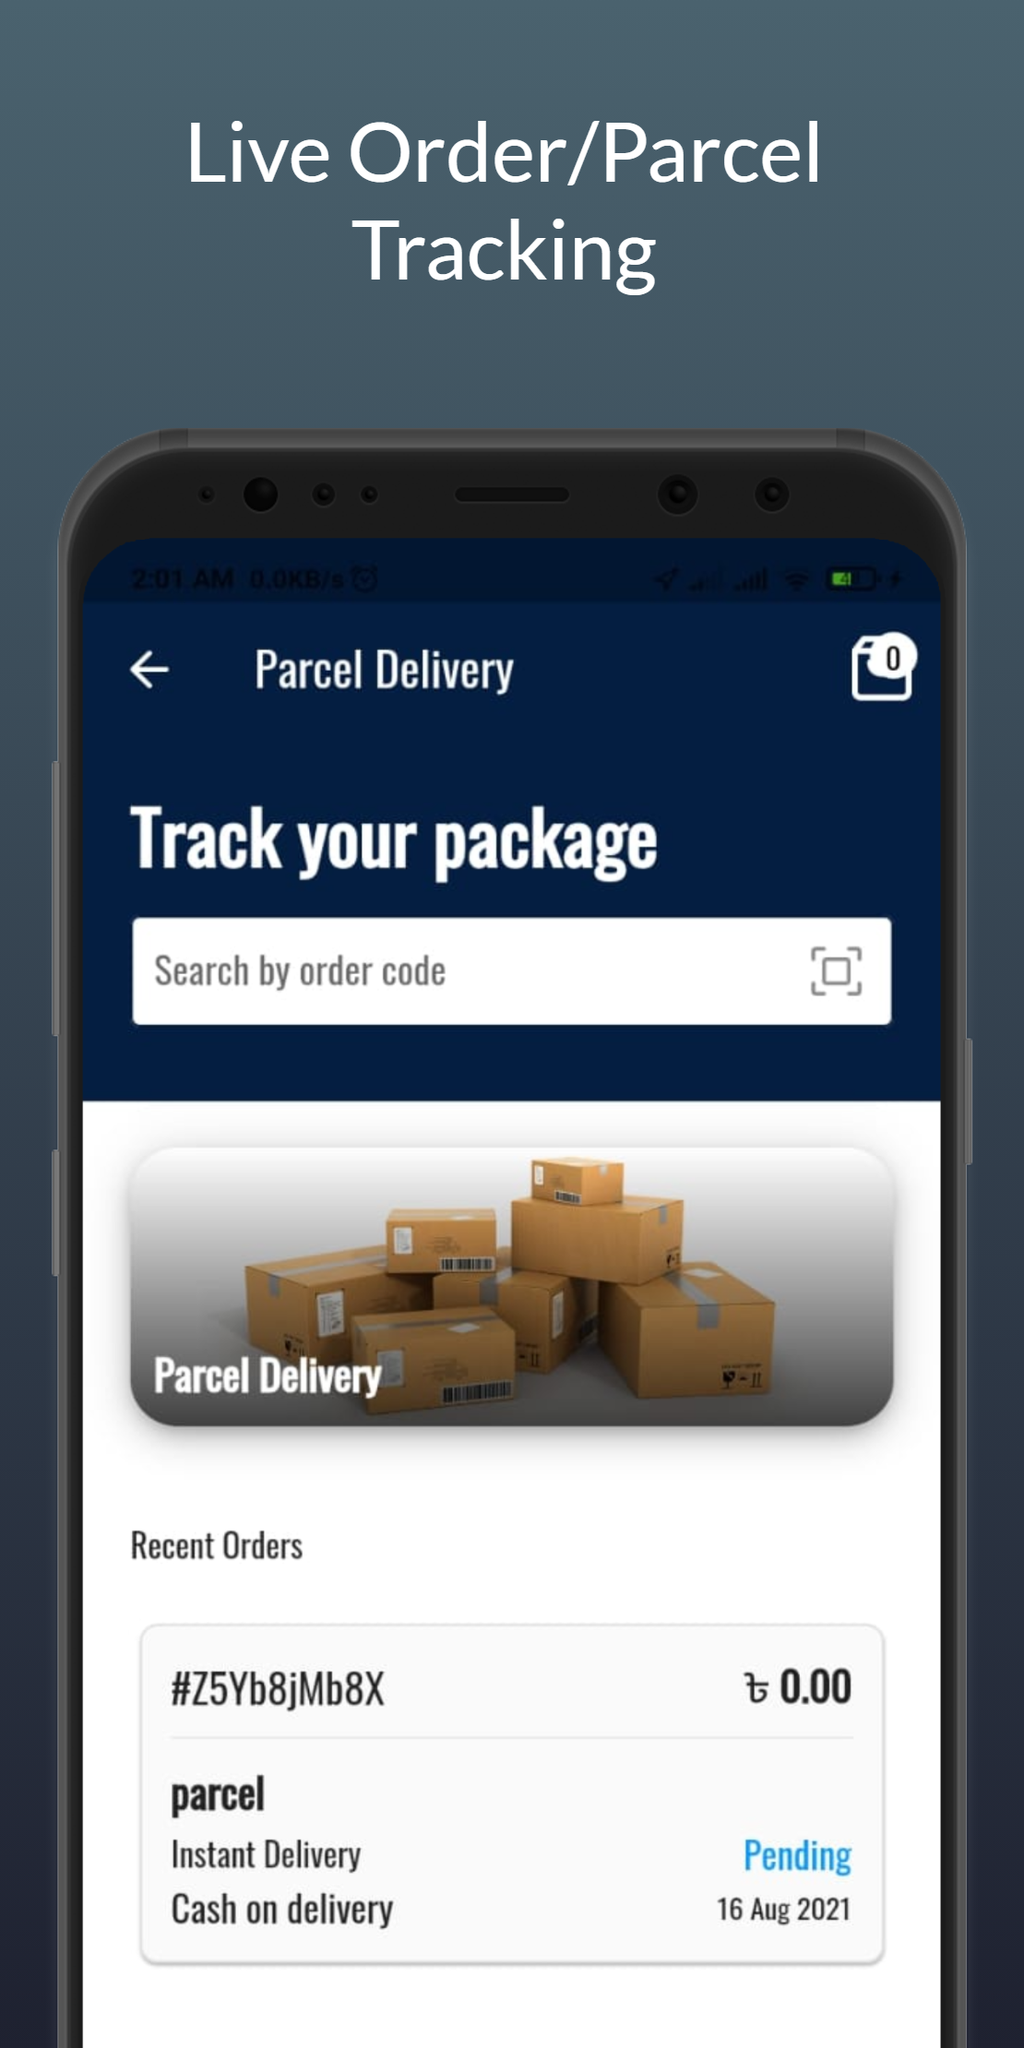 Live Order/Parcel
Tracking
2:01 AM 0.0KB/s
Parcel Delivery
0
Track your package
Search by order code
Parcel Delivery
Recent Orders
#Z5Yb8jMb8X
৳ 0.00
parcel
Instant Delivery
Pending
Cash on delivery
16 Aug 2021